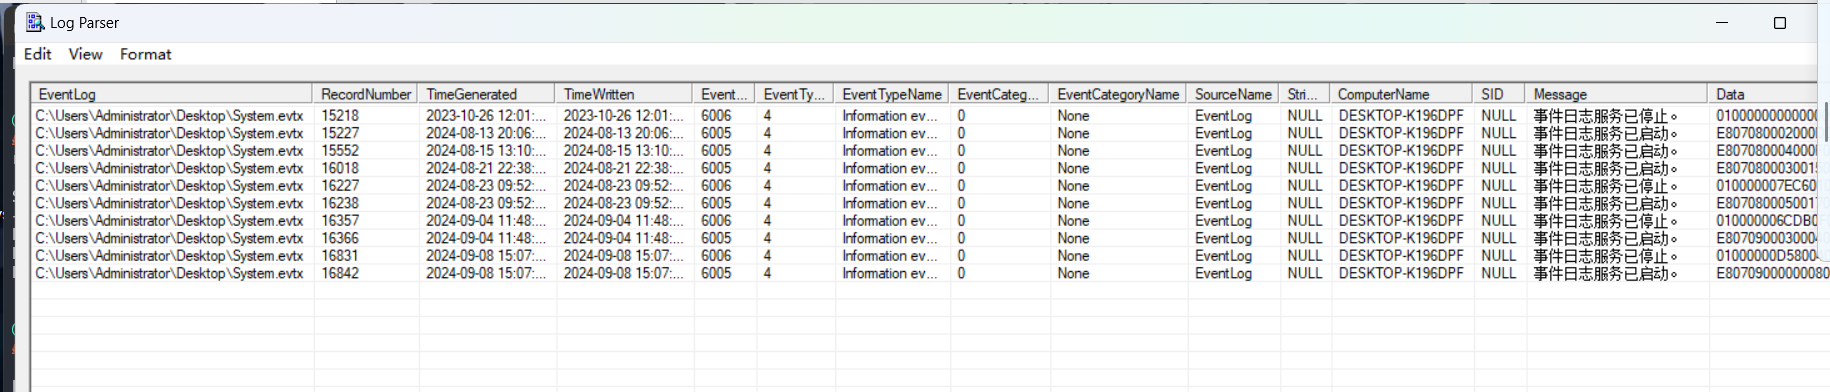 Log Parser
Edit View Format
EventLog RecordNumber TimeGenerated TimeWritten Event... EventTy... EventTypeName EventCateg... EventCategoryName SourceName Stri... ComputerName SID Message Data
C:\Users\Administrator\Desktop\System.evtx 15218 2023-10-26 12:01:... 2023-10-26 12:01:... 6006 4 Information ev... 0 None EventLog NULL DESKTOP-K196DPF NULL 事件日志服务已停止。 01000000000000
C:\Users\Administrator\Desktop\System.evtx 15227 2024-08-13 20:06:... 2024-08-13 20:06:... 6005 4 Information ev... 0 None EventLog NULL DESKTOP-K196DPF NULL 事件日志服务已启动。 E807080002000
C:\Users\Administrator\Desktop\System.evtx 15552 2024-08-15 13:10:... 2024-08-15 13:10:... 6005 4 Information ev... 0 None EventLog NULL DESKTOP-K196DPF NULL 事件日志服务已启动。 E807080004000
C:\Users\Administrator\Desktop\System.evtx 16018 2024-08-21 22:38:... 2024-08-21 22:38:... 6005 4 Information ev... 0 None EventLog NULL DESKTOP-K196DPF NULL 事件日志服务已启动。 E8070800030015
C:\Users\Administrator\Desktop\System.evtx 16227 2024-08-23 09:52:... 2024-08-23 09:52:... 6006 4 Information ev... 0 None EventLog NULL DESKTOP-K196DPF NULL 事件日志服务已停止。 010000007EC60
C:\Users\Administrator\Desktop\System.evtx 16238 2024-08-23 09:52:... 2024-08-23 09:52:... 6005 4 Information ev... 0 None EventLog NULL DESKTOP-K196DPF NULL 事件日志服务已启动。 E8070800050017
C:\Users\Administrator\Desktop\System.evtx 16357 2024-09-04 11:48:... 2024-09-04 11:48:... 6006 4 Information ev... 0 None EventLog NULL DESKTOP-K196DPF NULL 事件日志服务已停止。 010000006CDB0
C:\Users\Administrator\Desktop\System.evtx 16366 2024-09-04 11:48:... 2024-09-04 11:48:... 6005 4 Information ev... 0 None EventLog NULL DESKTOP-K196DPF NULL 事件日志服务已启动。 E8070900030004
C:\Users\Administrator\Desktop\System.evtx 16831 2024-09-08 15:07:... 2024-09-08 15:07:... 6006 4 Information ev... 0 None EventLog NULL DESKTOP-K196DPF NULL 事件日志服务已停止。 01000000D5800
C:\Users\Administrator\Desktop\System.evtx 16842 2024-09-08 15:07:... 2024-09-08 15:07:... 6005 4 Information ev... 0 None EventLog NULL DESKTOP-K196DPF NULL 事件日志服务已启动。 E80709000000080